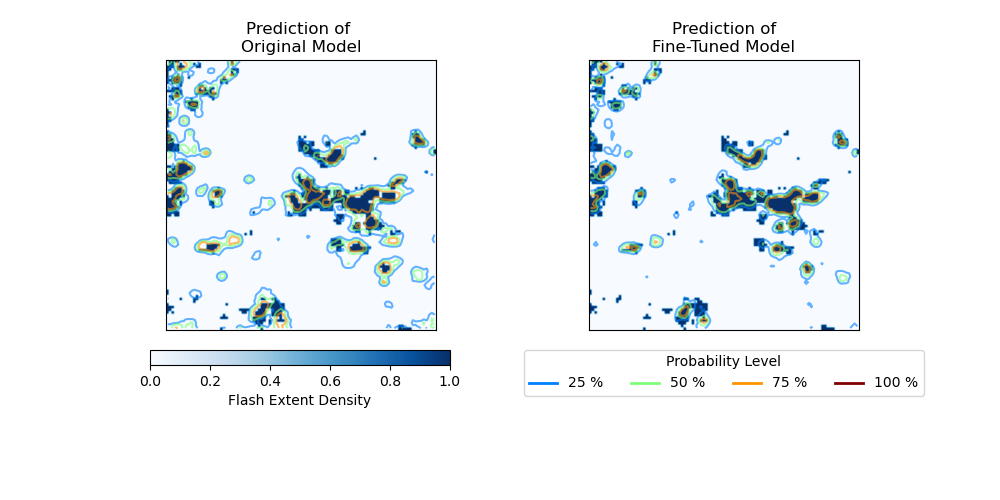 Prediction of
Original Model
Prediction of
Fine-Tuned Model
0.0 0.2 0.4 0.6 0.8 1.0
Flash Extent Density
Probability Level
25 % 50 % 75 % 100 %